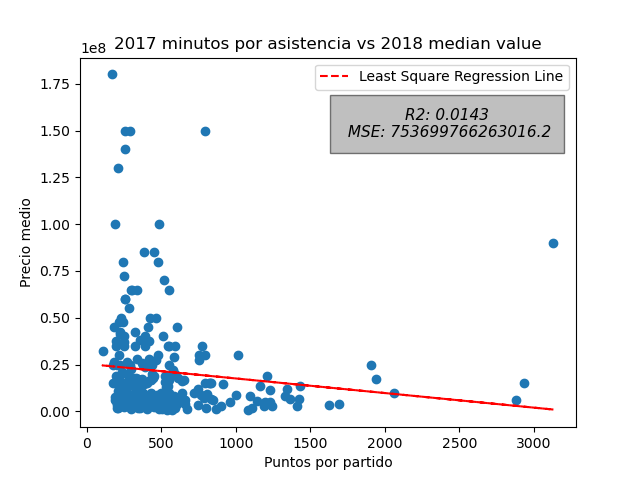 2017 minutos por asistencia vs 2018 median value
1e8
Least Square Regression Line
R2: 0.0143
MSE: 753699766263016.2
1.75
1.50
1.25
1.00
0.75
0.50
0.25
0.00
Precio medio
0 500 1000 1500 2000 2500 3000
Puntos por partido